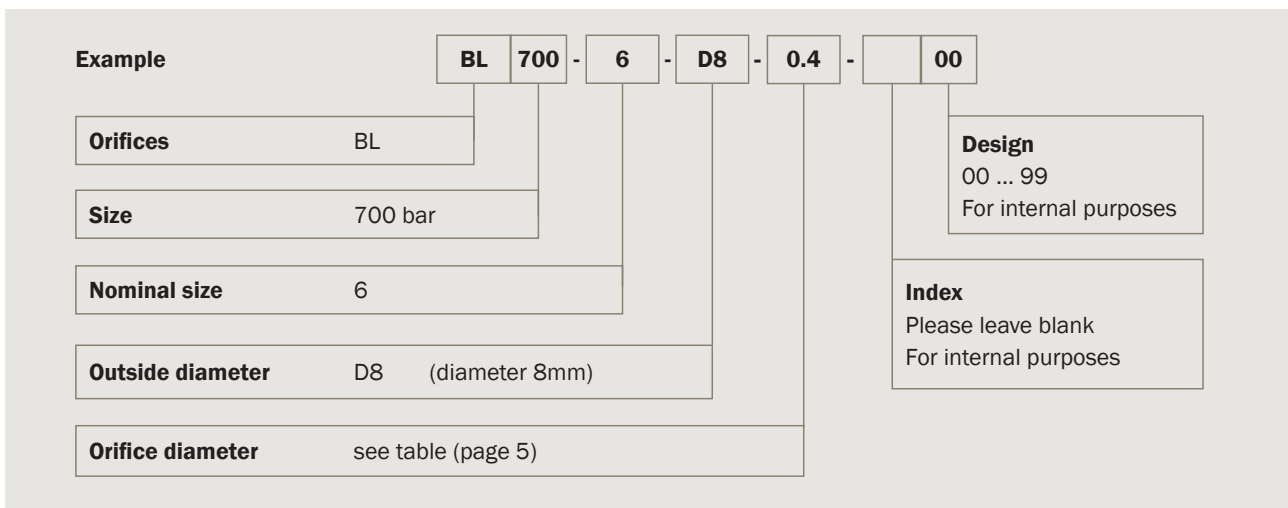 Example BL 700 - 6 - D8 - 0.4 - 00
Orifices BL
Size 700 bar
Nominal size 6
Outside diameter D8 (diameter 8mm)
Orifice diameter see table (page 5)
Design
00 ... 99
For internal purposes
Index
Please leave blank
For internal purposes